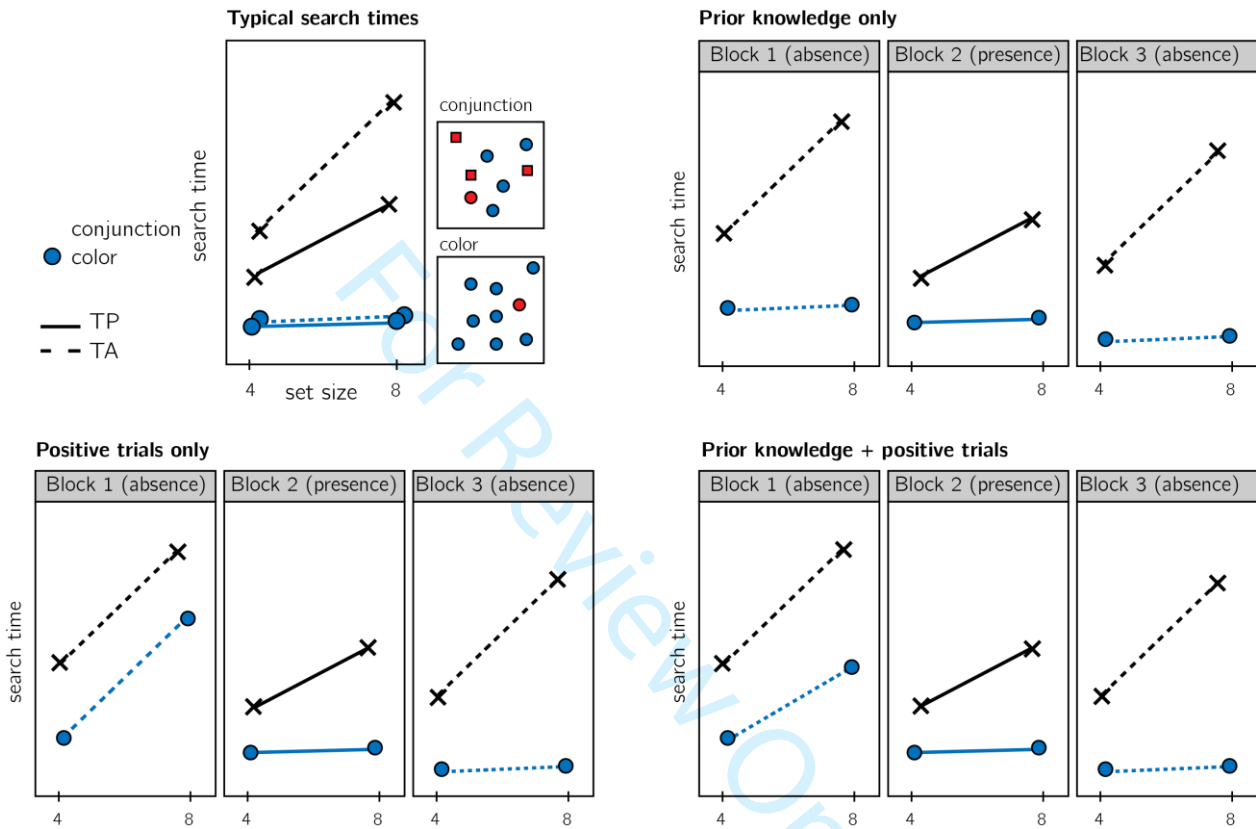 Typical search times
search time
4
8
set size
conjunction
color
conjunction
color
TP
TA
Prior knowledge only
Block 1 (absence)
Block 2 (presence)
Block 3 (absence)
search time
4
8
4
8
4
8
Positive trials only
Block 1 (absence)
Block 2 (presence)
Block 3 (absence)
search time
4
8
4
8
4
8
Prior knowledge + positive trials
Block 1 (absence)
Block 2 (presence)
Block 3 (absence)
search time
4
8
4
8
4
8
For Review On